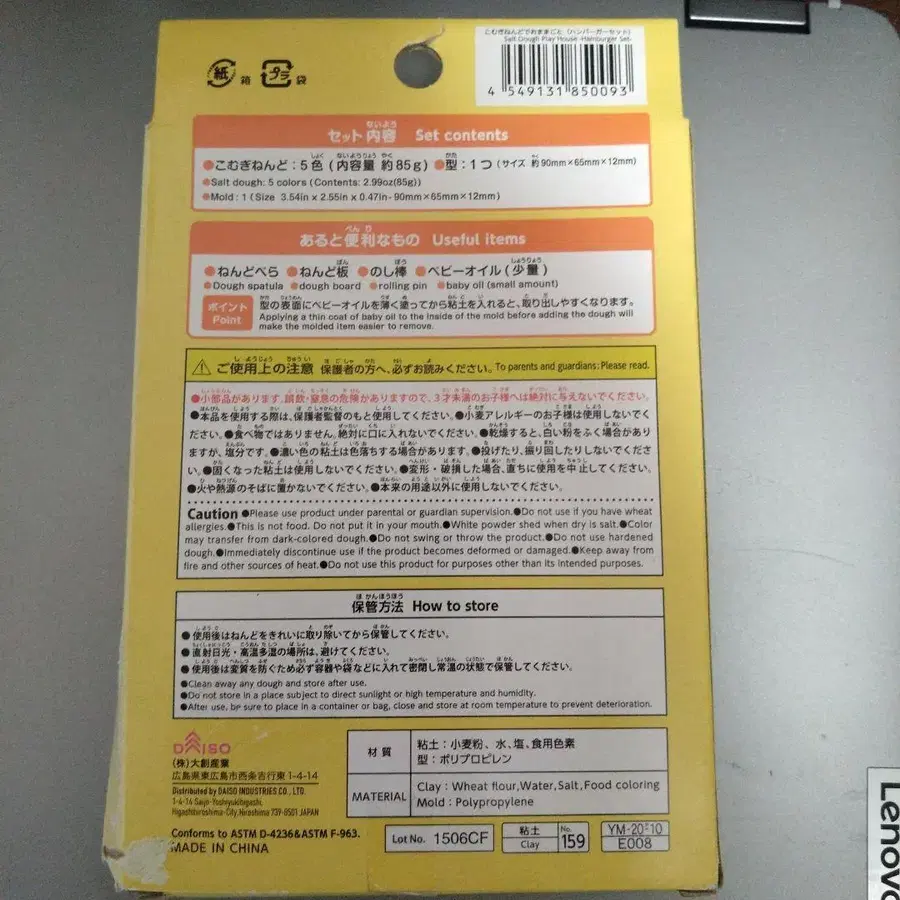 紙 箱 プラ 袋
こむぎねんどでおままごと (ハンバーガーセット)
Salt Dough Play House -Hamburger Set-
4 549131 850093
セット内容 Set contents
●こむぎねんど：5色 (内容量 約85g) ●型：1つ (サイズ 約90mm×65mm×12mm)
●Salt dough: 5 colors (Contents: 2.99oz(85g))
●Mold : 1 (Size 3.54in x 2.55in x 0.47in- 90mm×65mm×12mm)
あると便利なもの Useful items
●ねんどべら ●ねんど板 ●のし棒 ●ベビーオイル (少量)
●Dough spatula ●dough board ●rolling pin ●baby oil (small amount)
ポイント
Point
型の表面にベビーオイルを薄く塗ってから粘土を入れると、取り出しやすくなります。
Applying a thin coat of baby oil to the inside of the mold before adding the dough will
make the molded item easier to remove.
ご使用上の注意 保護者の方へ、必ずお読みください。To parents and guardians: Please read.
●小部品があります。誤飲・窒息の危険がありますので、3才未満のお子様へは絶対に与えないでください。
●本品を使用する際は、保護者監督のもと使用してください。●小麦アレルギーのお子様は使用しないでく
ださい。●食べ物ではありません。絶対に口に入れないでください。●乾燥すると、白い粉をふく場合があり
ますが、塩分です。●濃い色の粘土は色落ちする場合があります。●投げたり、振り回したりしないでくださ
い。●固くなった粘土は使用しないでください。●変形・破損した場合、直ちに使用を中止してください。
●火や熱源のそばに置かないでください。●本来の用途以外に使用しないでください。
Caution ●Please use product under parental or guardian supervision.●Do not use if you have wheat
allergies.●This is not food. Do not put it in your mouth.●White powder shed when dry is salt.●Color
may transfer from dark-colored dough.●Do not swing or throw the product.●Do not use hardened
dough.●Immediately discontinue use if the product becomes deformed or damaged.●Keep away from
fire and other sources of heat.●Do not use this product for purposes other than its intended purposes.
保管方法 How to store
●使用後はねんどをきれいに取り除いてから保管してください。
●直射日光・高温多湿の場所は、避けてください。
●使用後は変質を防ぐため必ず容器や袋などに入れて密閉し常温の状態で保管してください。
●Clean away any dough and store after use.
●Do not store in a place subject to direct sunlight or high temperature and humidity.
●After use, be sure to place in a container or bag, close and store at room temperature to prevent deterioration.
DAISO
(株)大創産業
広島県東広島市西条吉行東1-4-14
Distributed by DAISO INDUSTRIES CO., LTD.
1-4-14 Saijo-Yoshiyukihigashi,
Higashihiroshima-City,Hiroshima 739-8501 JAPAN
材質 粘土：小麦粉、水、塩、食用色素
型：ポリプロピレン
MATERIAL Clay : Wheat flour,Water,Salt,Food coloring
Mold : Polypropylene
Conforms to ASTM D-4236&ASTM F-963.
MADE IN CHINA
Lot No. 1506CF
粘土
Clay
No.
159
YM-20-10
E008
Lenovo